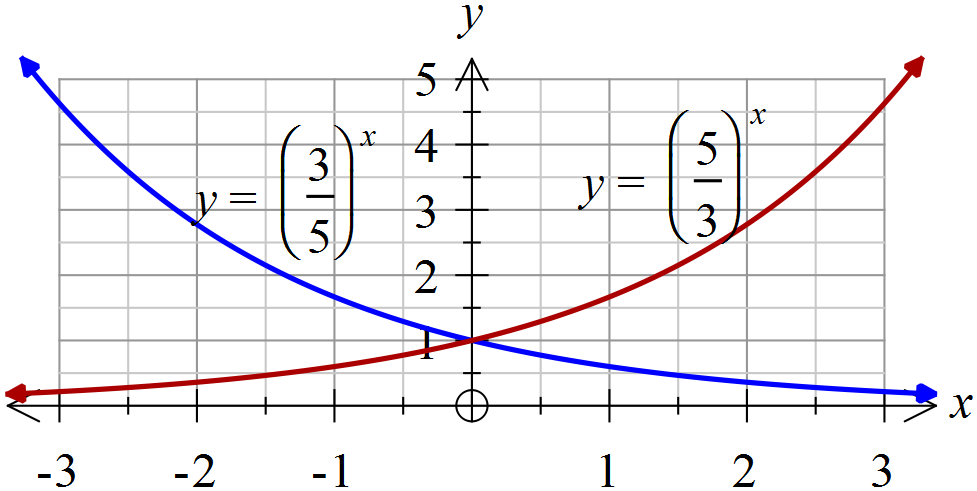 y
5
4
3
2
1
y = (3/5)^x
y = (5/3)^x
x
-3 -2 -1 1 2 3